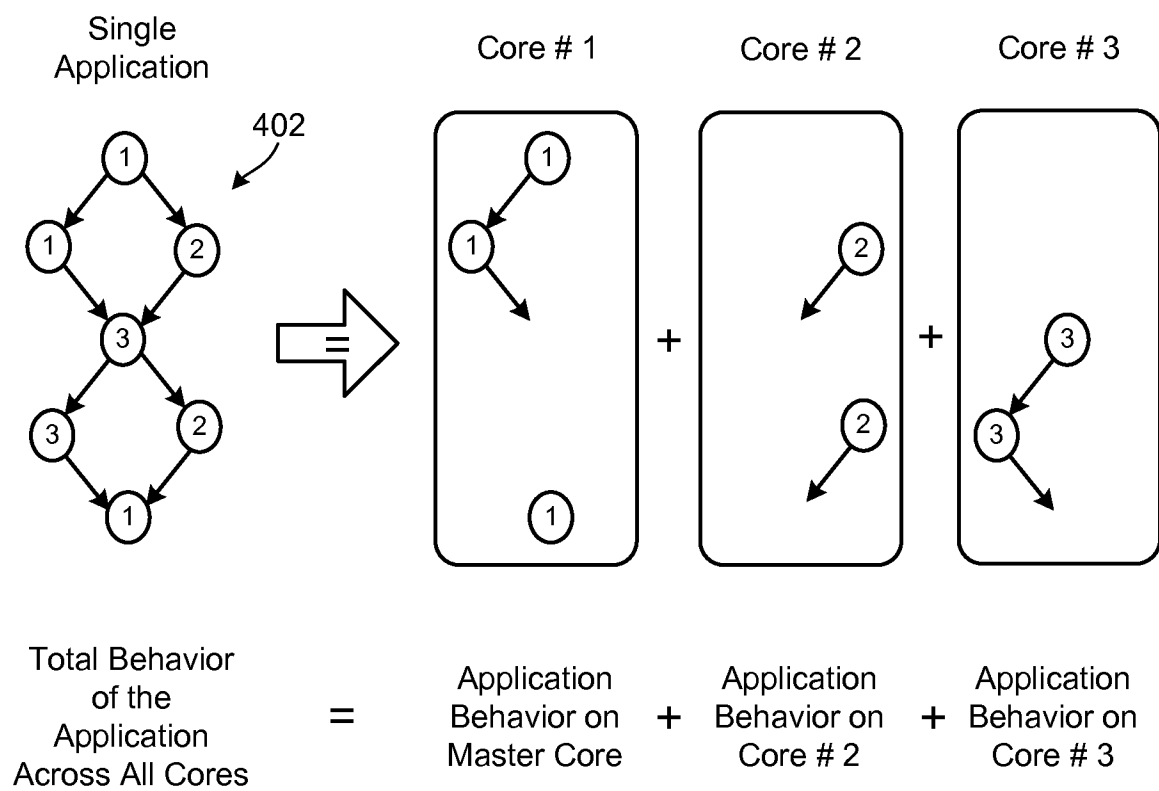 Single
Application
Core # 1
Core # 2
Core # 3
402
1
1
2
3
3
2
1
=
1
1
1
+
2
2
+
3
3
Total Behavior
of the
Application
Across All Cores
=
Application
Behavior on
Master Core
+
Application
Behavior on
Core # 2
+
Application
Behavior on
Core # 3